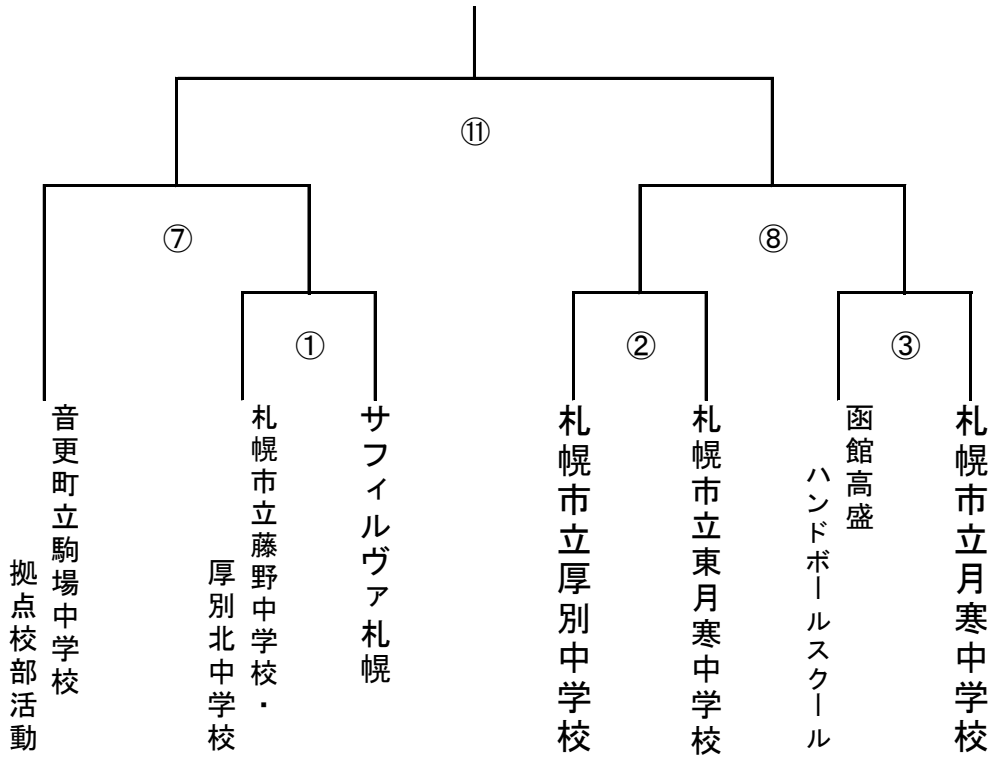 ⑪
⑦
⑧
①
②
③
音更町立駒場中学校
拠点校部活動
札幌市立藤野中学校・
厚別北中学校
サフィルヴァ札幌
札幌市立厚別中学校
札幌市立東月寒中学校
函館高盛
ハンドボールスクール
札幌市立月寒中学校